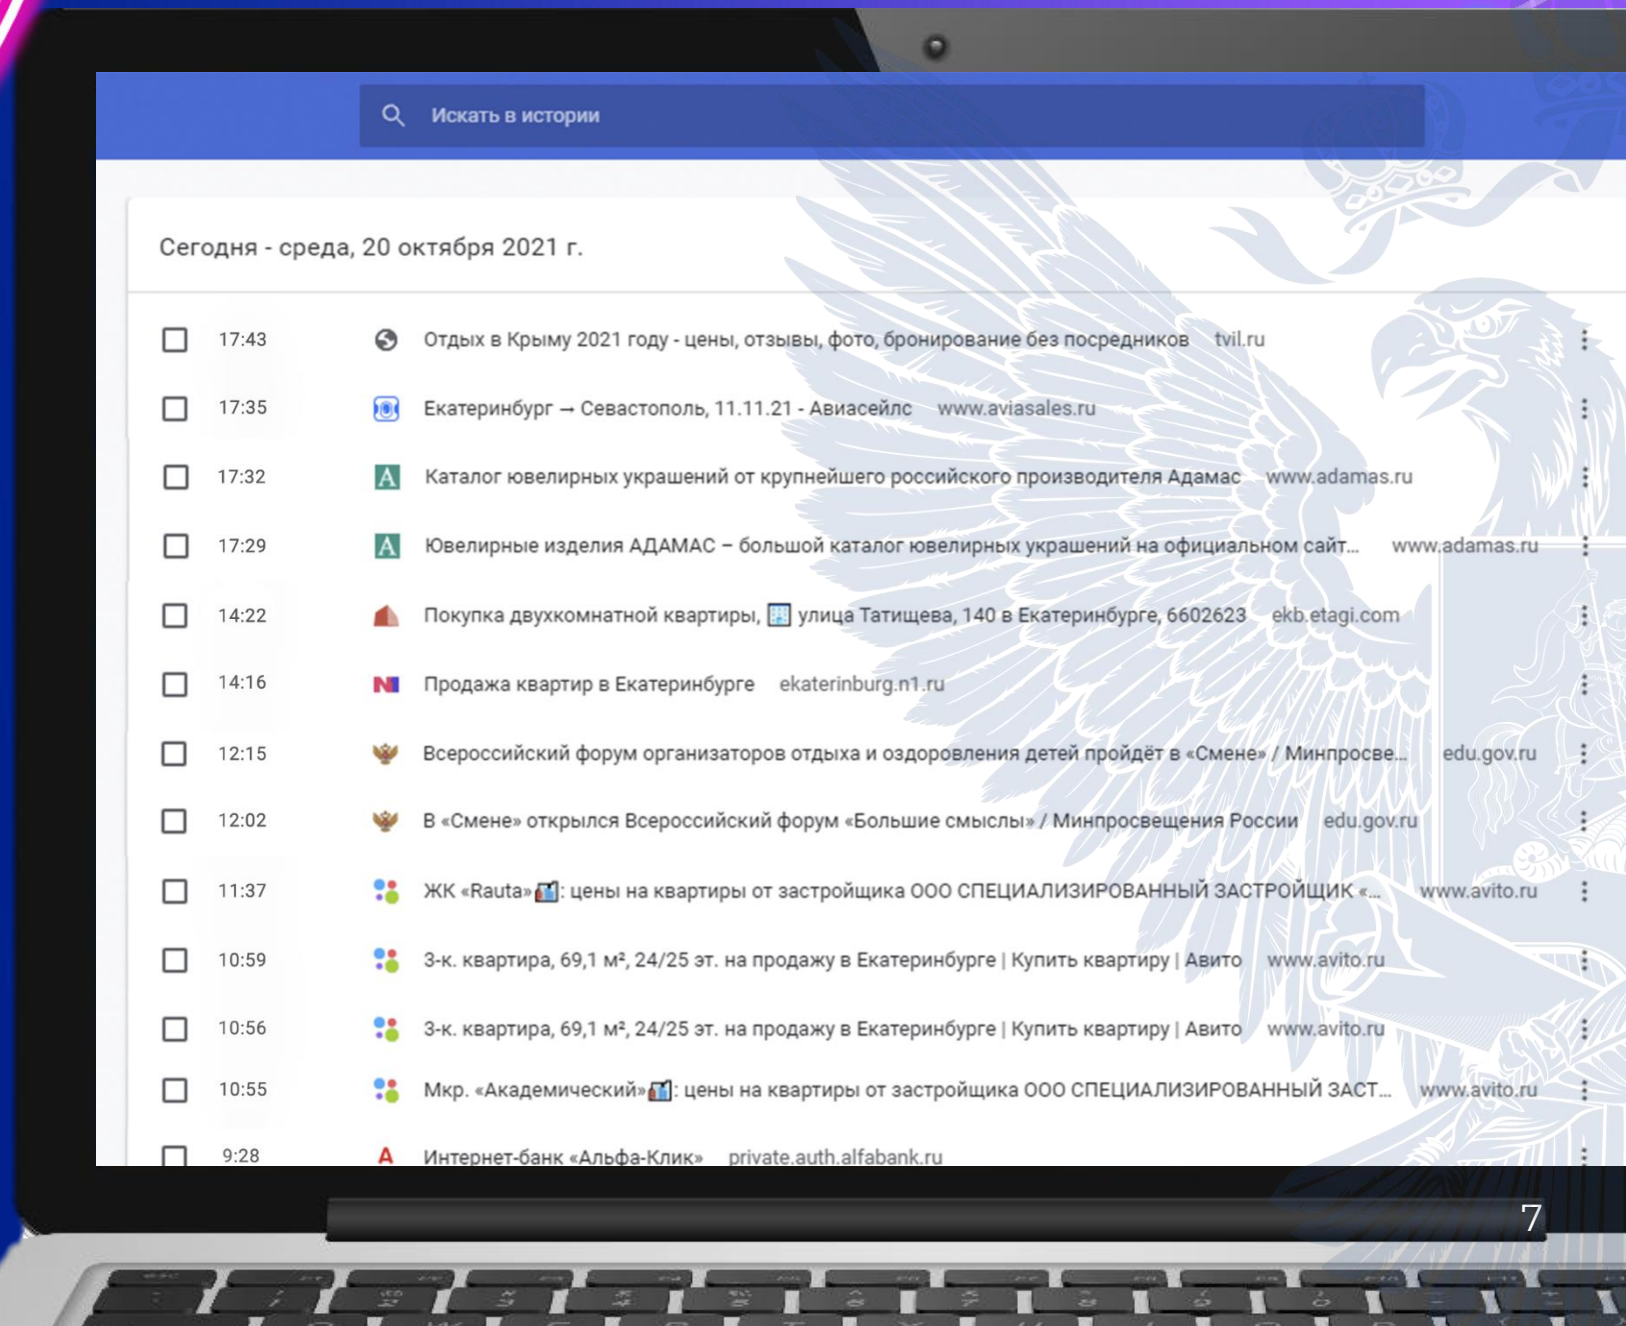 Искать в истории
Сегодня - среда, 20 октября 2021 г.
17:43 Отдых в Крыму 2021 году - цены, отзывы, фото, бронирование без посредников tvil.ru
17:35 Екатеринбург → Севастополь, 11.11.21 - Авиасейлс www.aviasales.ru
17:32 A Каталог ювелирных украшений от крупнейшего российского производителя Адамас www.adamas.ru
17:29 A Ювелирные изделия АДАМАС – большой каталог ювелирных украшений на официальном сайт... www.adamas.ru
14:22 Покупка двухкомнатной квартиры, улица Татищева, 140 в Екатеринбурге, 6602623 ekb.etagi.com
14:16 N1 Продажа квартир в Екатеринбурге ekaterinburg.n1.ru
12:15 Всероссийский форум организаторов отдыха и оздоровления детей пройдёт в «Смене» / Минпросве... edu.gov.ru
12:02 В «Смене» открылся Всероссийский форум «Большие смыслы» / Минпросвещения России edu.gov.ru
11:37 ЖК «Rauta» : цены на квартиры от застройщика ООО СПЕЦИАЛИЗИРОВАННЫЙ ЗАСТРОЙЩИК «... www.avito.ru
10:59 3-к. квартира, 69,1 м², 24/25 эт. на продажу в Екатеринбурге | Купить квартиру | Авито www.avito.ru
10:56 3-к. квартира, 69,1 м², 24/25 эт. на продажу в Екатеринбурге | Купить квартиру | Авито www.avito.ru
10:55 Мкр. «Академический» : цены на квартиры от застройщика ООО СПЕЦИАЛИЗИРОВАННЫЙ ЗАСТ... www.avito.ru
9:28 A Интернет-банк «Альфа-Клик» private.auth.alfabank.ru
7